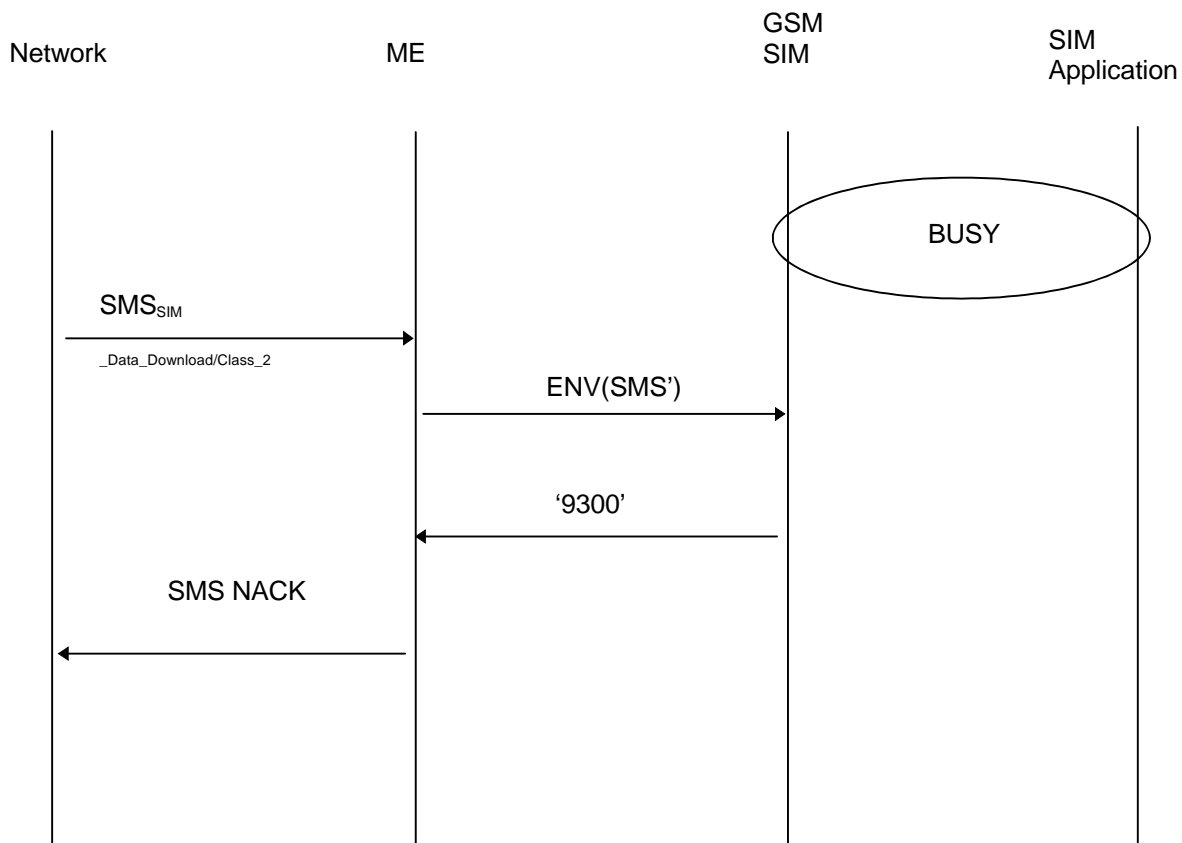 Network
ME
GSM
SIM
SIM
Application
BUSY
SMSSIM
_Data_Download/Class_2
ENV(SMS’)
‘9300’
SMS NACK